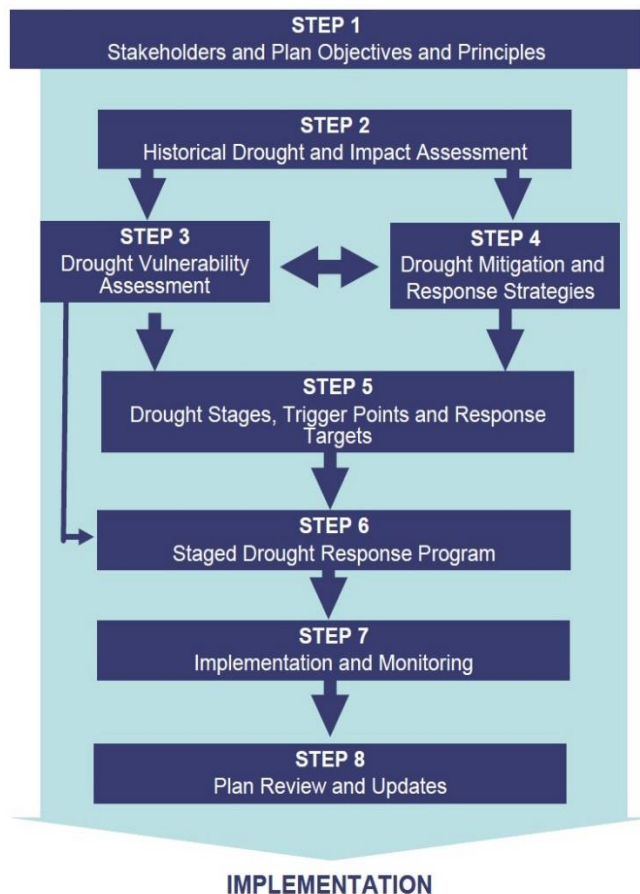 STEP 1
Stakeholders and Plan Objectives and Principles
STEP 2
Historical Drought and Impact Assessment
STEP 3
Drought Vulnerability
Assessment
STEP 4
Drought Mitigation and
Response Strategies
STEP 5
Drought Stages, Trigger Points and Response
Targets
STEP 6
Staged Drought Response Program
STEP 7
Implementation and Monitoring
STEP 8
Plan Review and Updates
IMPLEMENTATION